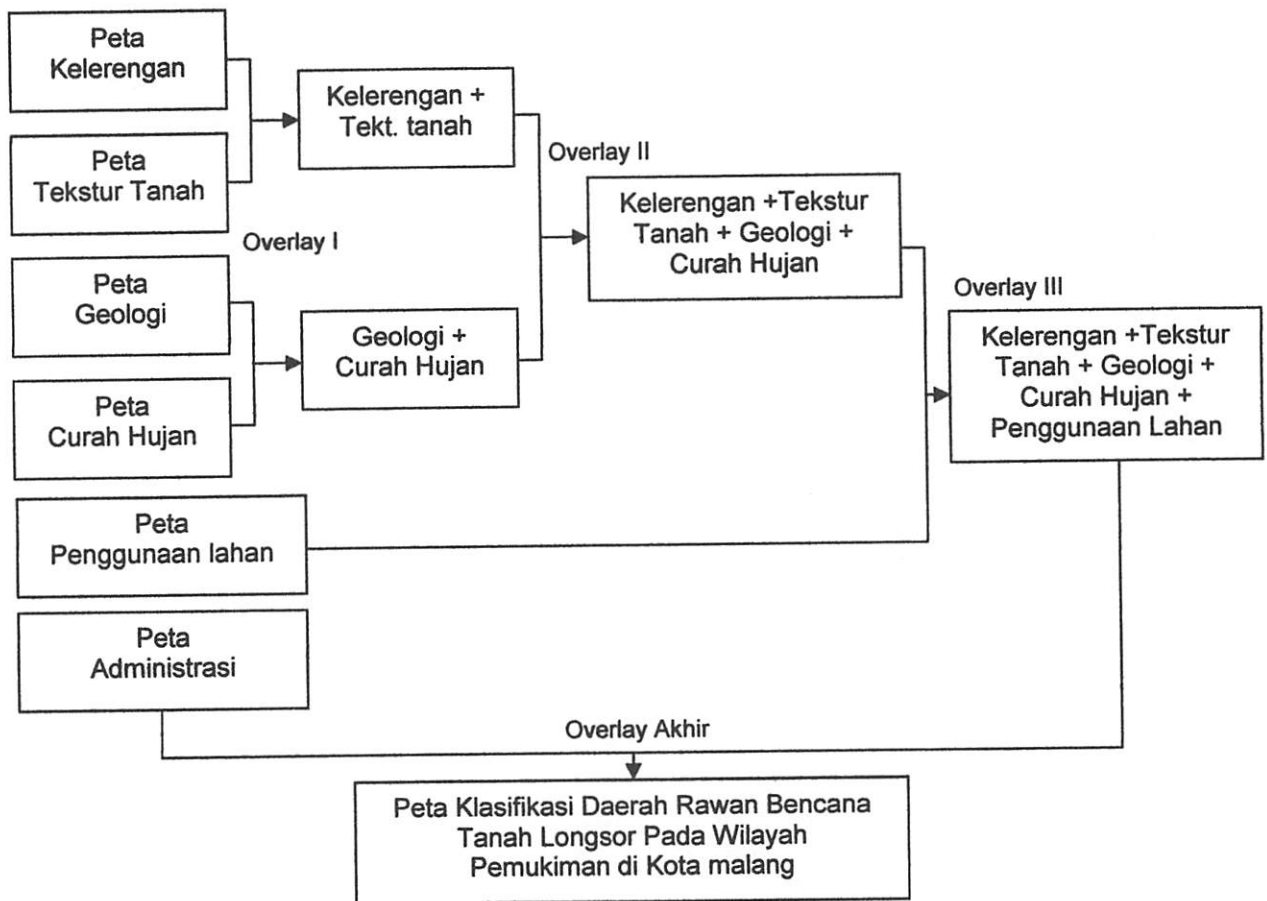 Peta
Kelerengan
Peta
Tekstur Tanah
Overlay I
Peta
Geologi
Peta
Curah Hujan
Peta
Penggunaan lahan
Peta
Administrasi
Kelerengan +
Tekt. tanah
Geologi +
Curah Hujan
Overlay II
Kelerengan +Tekstur
Tanah + Geologi +
Curah Hujan
Overlay III
Kelerengan +Tekstur
Tanah + Geologi +
Curah Hujan +
Penggunaan Lahan
Overlay Akhir
Peta Klasifikasi Daerah Rawan Bencana
Tanah Longsor Pada Wilayah
Pemukiman di Kota malang